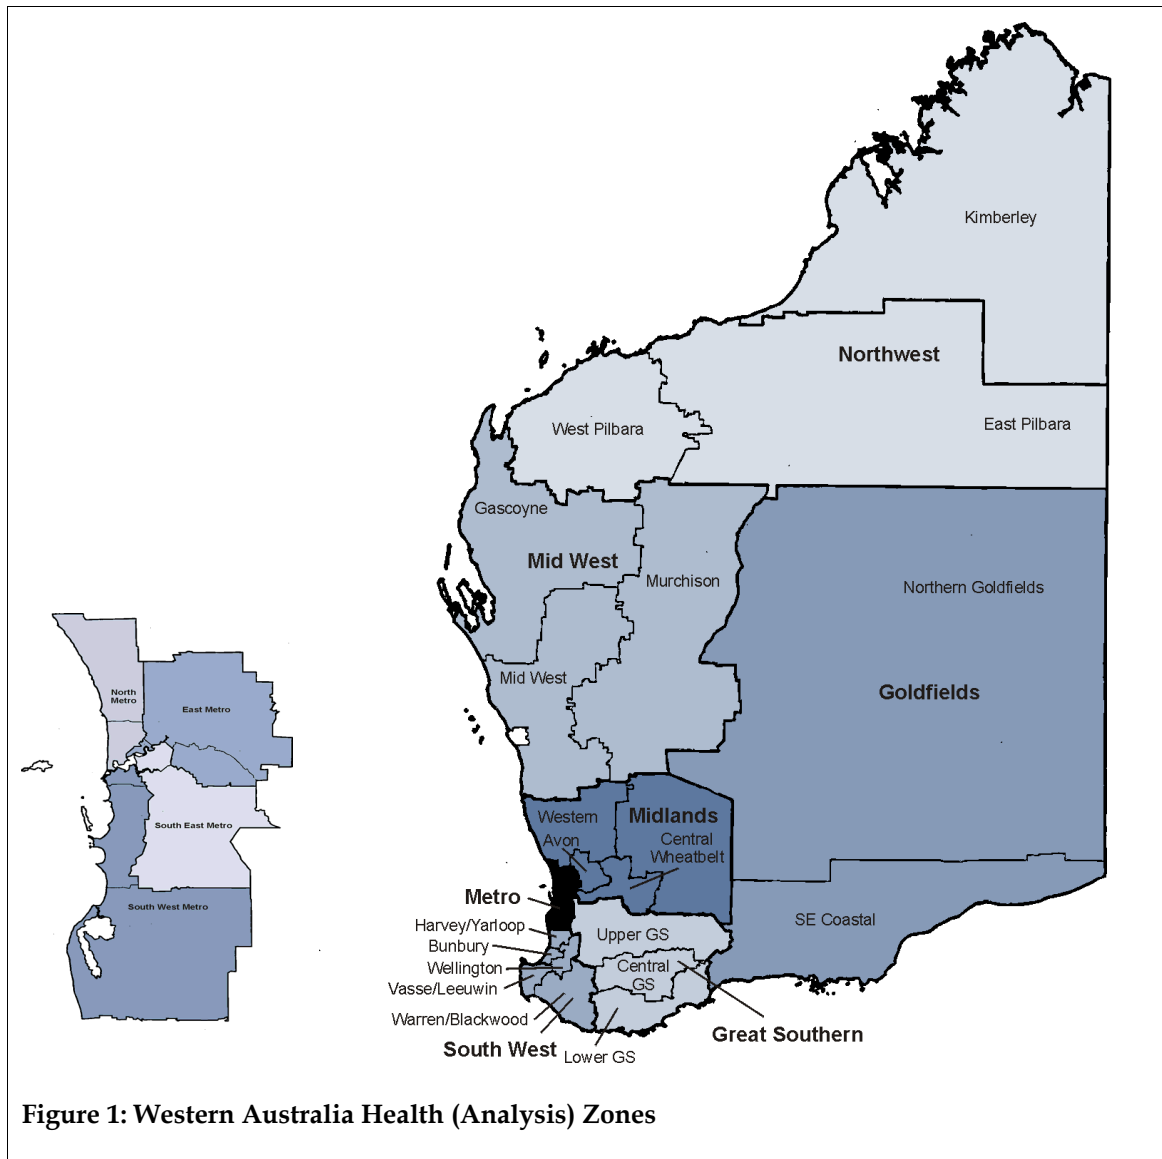 Kimberley
Northwest
East Pilbara
West Pilbara
Gascoyne
Mid West
Murchison
Northern Goldfields
Mid West
Goldfields
North
Metro
East Metro
South East Metro
South West Metro
Western
Midlands
Avon
Central
Wheatbelt
Metro
SE Coastal
Harvey/Yarloop
Upper GS
Bunbury
Wellington
Central
GS
Vasse/Leeuwin
Warren/Blackwood
Great Southern
South West
Lower GS
Figure 1: Western Australia Health (Analysis) Zones